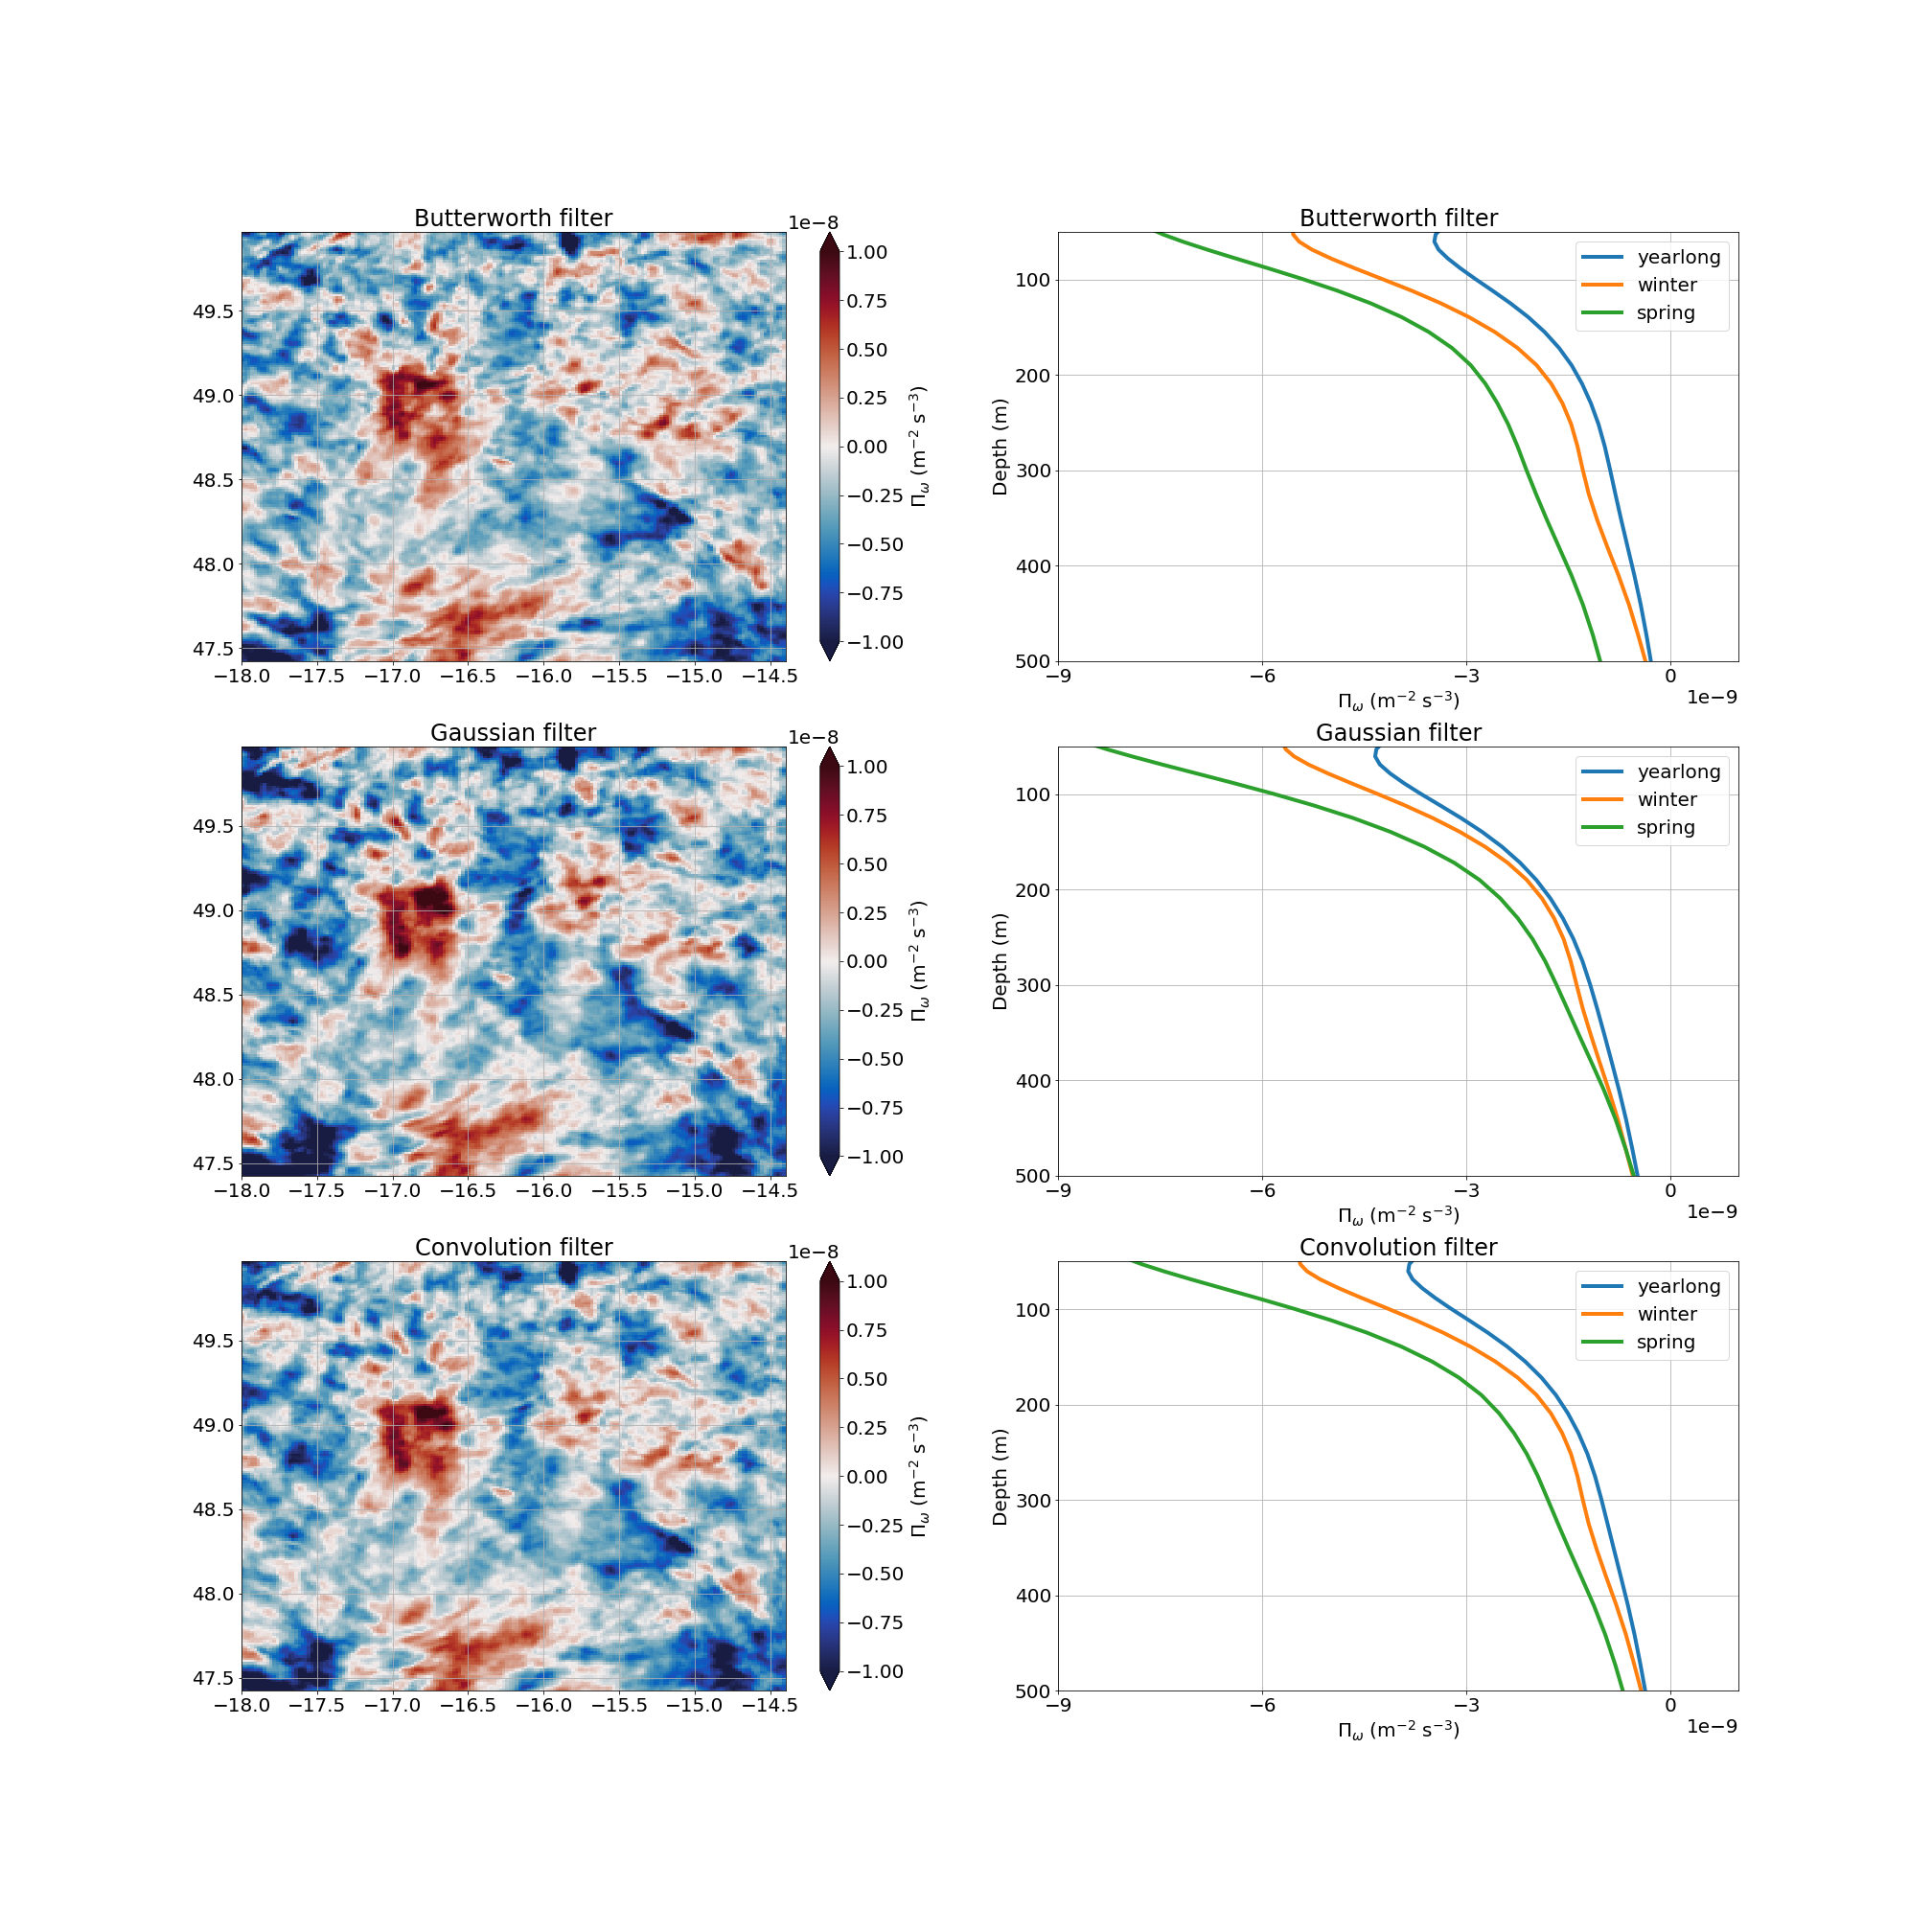 Butterworth filter
1e−8
49.5
49.0
48.5
48.0
47.5
−18.0 −17.5 −17.0 −16.5 −16.0 −15.5 −15.0 −14.5
1.00
0.75
0.50
0.25
0.00
−0.25
−0.50
−0.75
−1.00
Πω (m−2 s−3)
Butterworth filter
yearlong
winter
spring
Depth (m)
100
200
300
400
500
−9 −6 −3 0
Πω (m−2 s−3)
1e−9
Gaussian filter
1e−8
49.5
49.0
48.5
48.0
47.5
−18.0 −17.5 −17.0 −16.5 −16.0 −15.5 −15.0 −14.5
1.00
0.75
0.50
0.25
0.00
−0.25
−0.50
−0.75
−1.00
Πω (m−2 s−3)
Gaussian filter
yearlong
winter
spring
Depth (m)
100
200
300
400
500
−9 −6 −3 0
Πω (m−2 s−3)
1e−9
Convolution filter
1e−8
49.5
49.0
48.5
48.0
47.5
−18.0 −17.5 −17.0 −16.5 −16.0 −15.5 −15.0 −14.5
1.00
0.75
0.50
0.25
0.00
−0.25
−0.50
−0.75
−1.00
Πω (m−2 s−3)
Convolution filter
yearlong
winter
spring
Depth (m)
100
200
300
400
500
−9 −6 −3 0
Πω (m−2 s−3)
1e−9